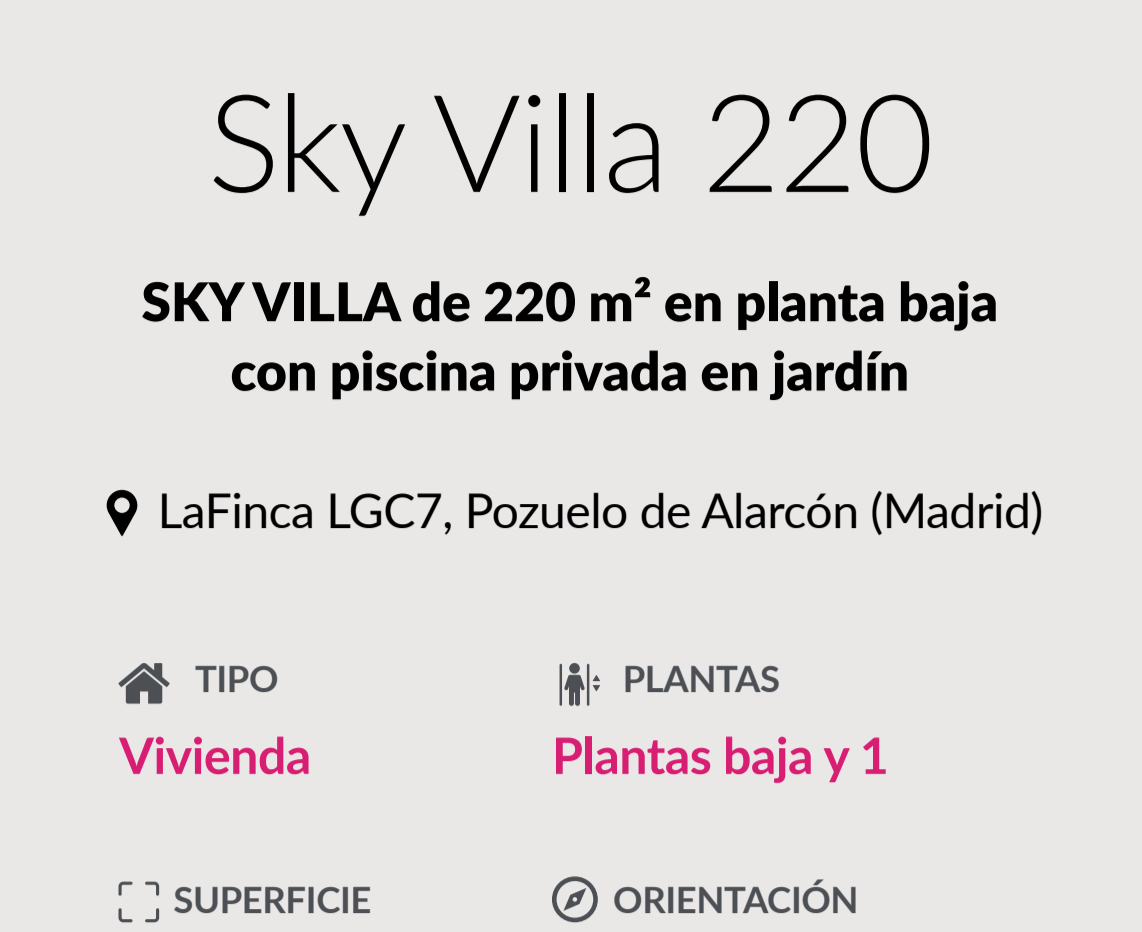 Sky Villa 220
SKY VILLA de 220 m² en planta baja
con piscina privada en jardín
LaFinca LGC7, Pozuelo de Alarcón (Madrid)
TIPO
PLANTAS
Vivienda
Plantas baja y 1
SUPERFICIE
ORIENTACIÓN